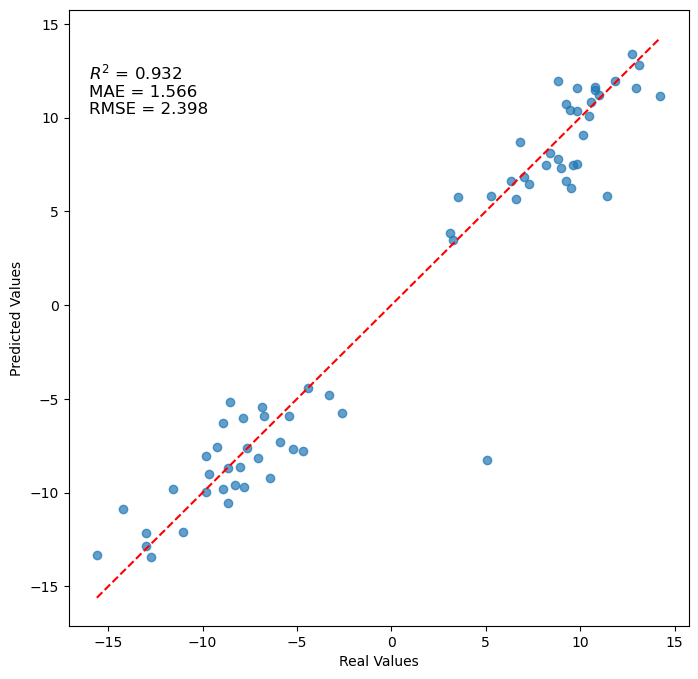 15
10
5
0
−5
−10
−15
R² = 0.932
MAE = 1.566
RMSE = 2.398
Predicted Values
−15 −10 −5 0 5 10 15
Real Values